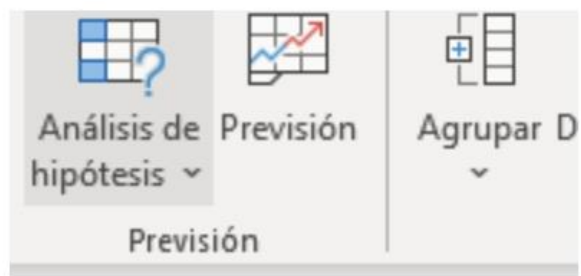 Análisis de
hipótesis
Previsión
Agrupar D
Previsión